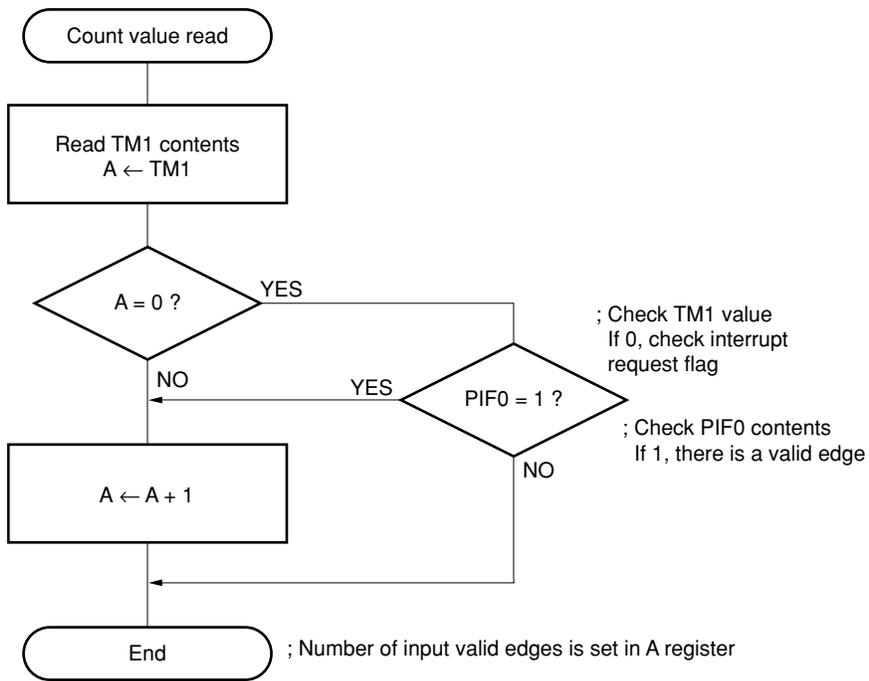 Count value read
Read TM1 contents
A ← TM1
A = 0 ?
YES
NO
; Check TM1 value
If 0, check interrupt
request flag
YES
PIF0 = 1 ?
; Check PIF0 contents
If 1, there is a valid edge
NO
A ← A + 1
End
; Number of input valid edges is set in A register